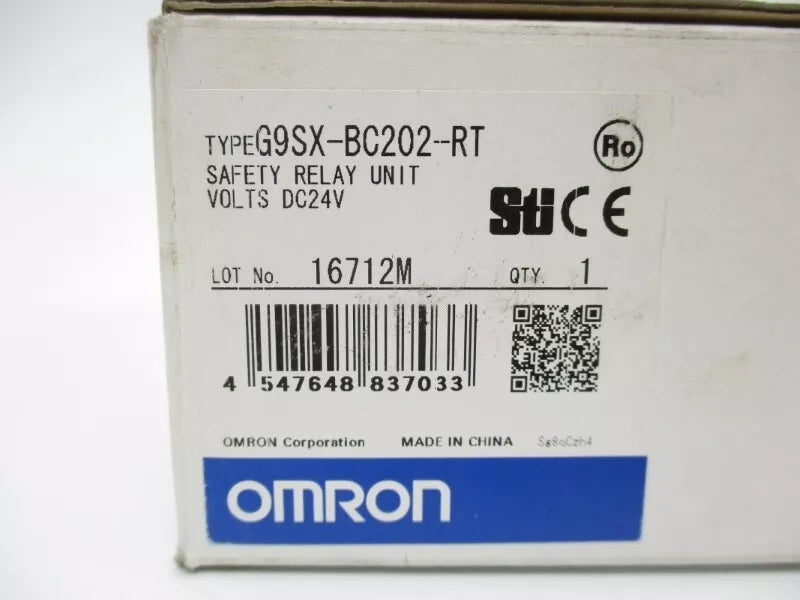 TYPE G9SX-BC202-RT
Ro
SAFETY RELAY UNIT
VOLTS DC24V
Sti CE
LOT No. 16712M QTY. 1
4 547648 837033
OMRON Corporation MADE IN CHINA
OMRON